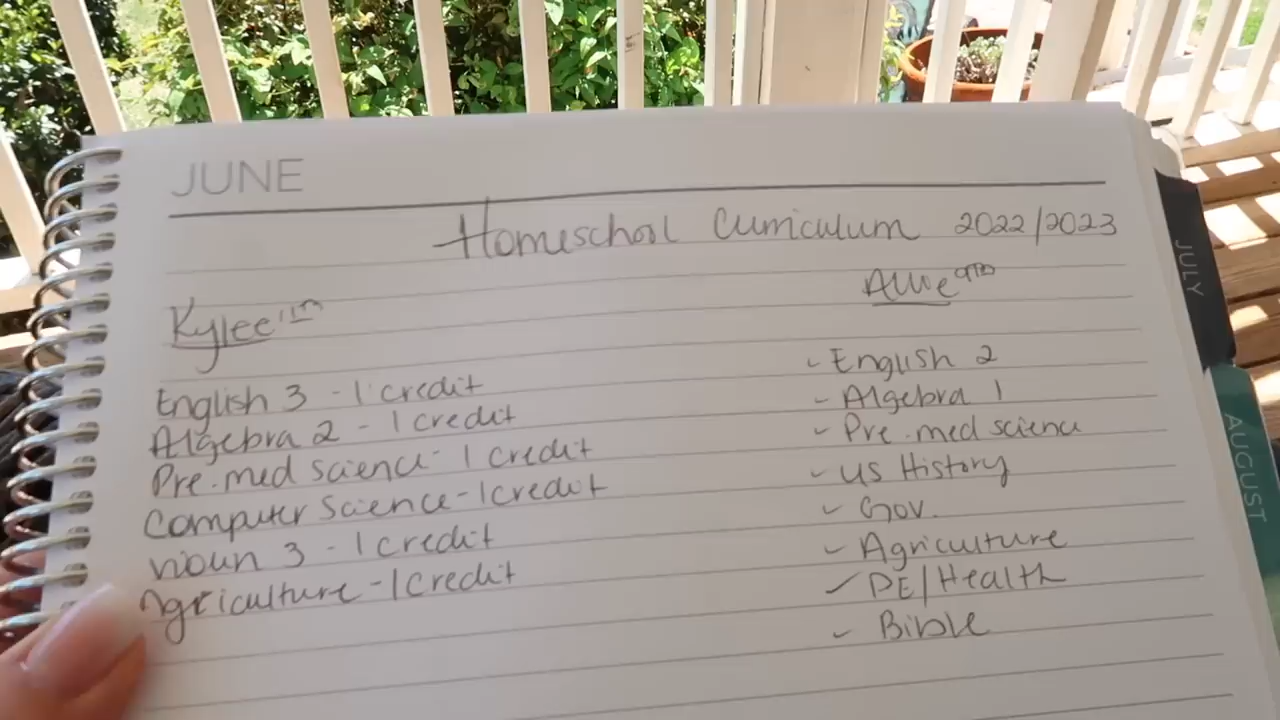 JUNE
Homeschool Curriculum 2022/2023
Kylee 11th
English 3 - 1 credit
Algebra 2 - 1 credit
Pre-med science - 1 credit
Computer Science - 1 credit
3 - 1 credit
Agriculture - 1 credit
9th
- English 2
- Algebra 1
- Pre-med science
- US History
- Gov.
- Agriculture
- PE/Health
- Bible
JULY
AUGUST